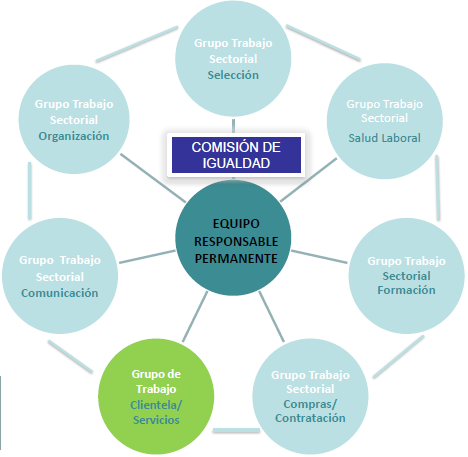 Grupo Trabajo
Sectorial
Selección
Grupo Trabajo
Sectorial
Organización
Grupo Trabajo
Sectorial
Salud Laboral
COMISIÓN DE
IGUALDAD
EQUIPO
RESPONSABLE
PERMANENTE
Grupo Trabajo
Sectorial
Comunicación
Grupo Trabajo
Sectorial
Formación
Grupo de
Trabajo
Clientela/
Servicios
Grupo Trabajo
Sectorial
Compras/
Contratación